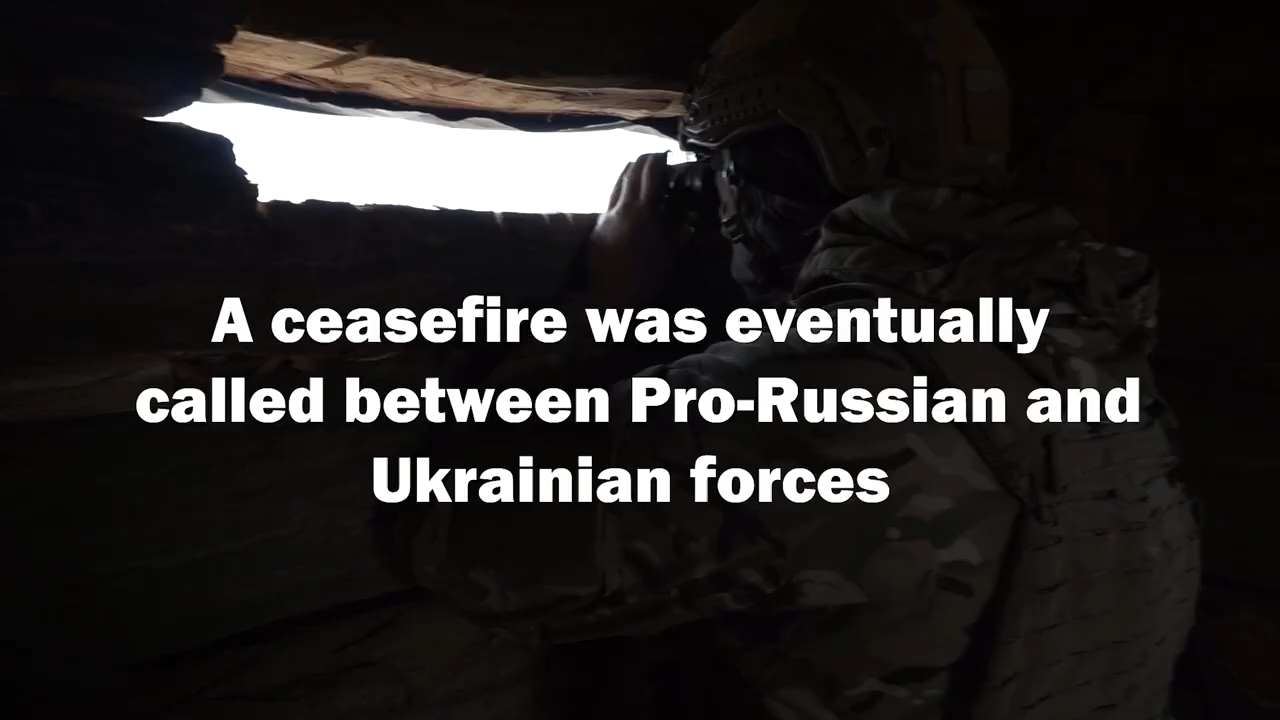 A ceasefire was eventually
called between Pro-Russian and
Ukrainian forces